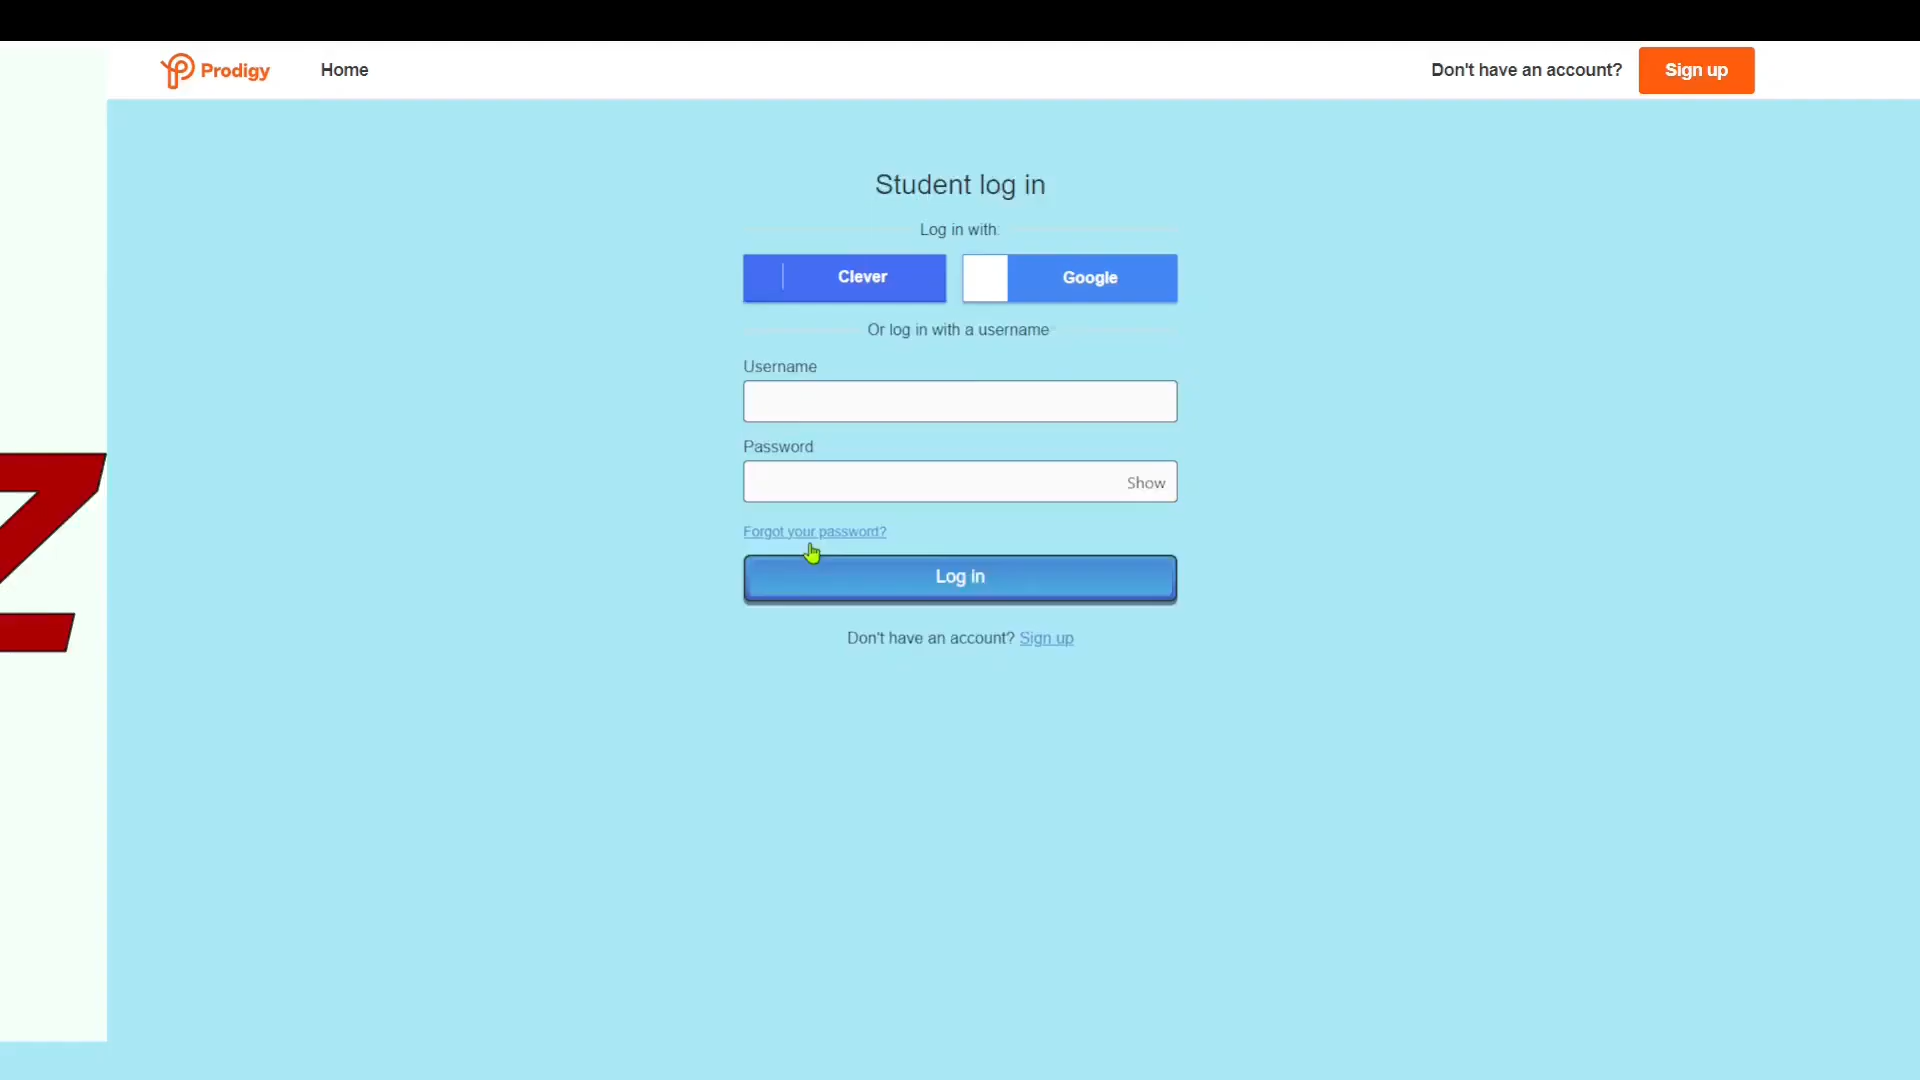 Prodigy
Home
Don't have an account?
Sign up
Student log in
Log in with
Clever
Google
Or log in with a username
Username
Password
Show
Forgot your password?
Log in
Don't have an account? Sign up
Z